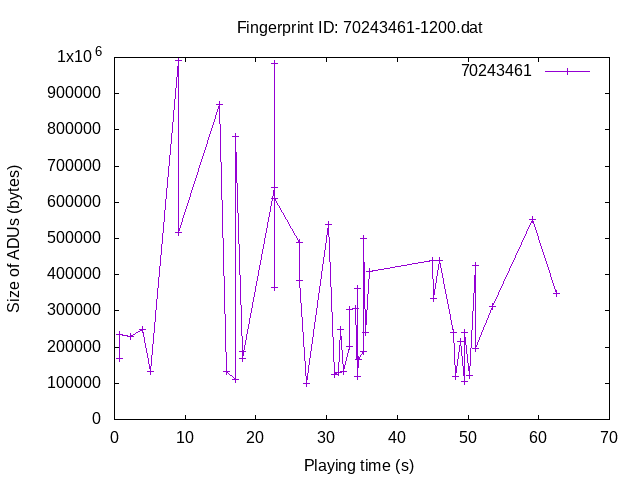 Fingerprint ID: 70243461-1200.dat
1x10^6
70243461
900000
800000
700000
600000
500000
400000
300000
200000
100000
0
Size of ADUs (bytes)
0 10 20 30 40 50 60 70
Playing time (s)